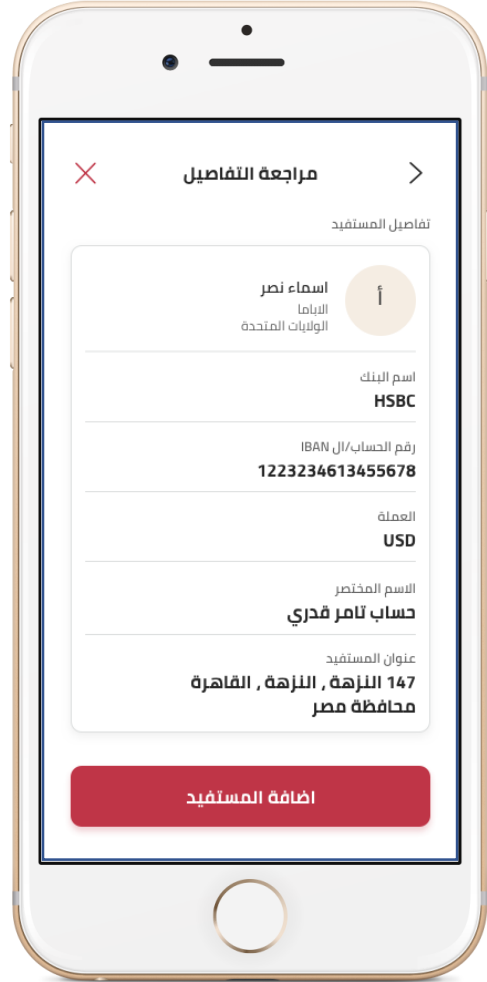 مراجعة التفاصيل
تفاصيل المستفيد
أ
اسماء نصر
الاباما
الولايات المتحدة
اسم البنك
HSBC
رقم الحساب/ال IBAN
1223234613455678
العملة
USD
الاسم المختصر
حساب تامر قدري
عنوان المستفيد
147 النزهة , النزهة , القاهرة
محافظة مصر
اضافة المستفيد